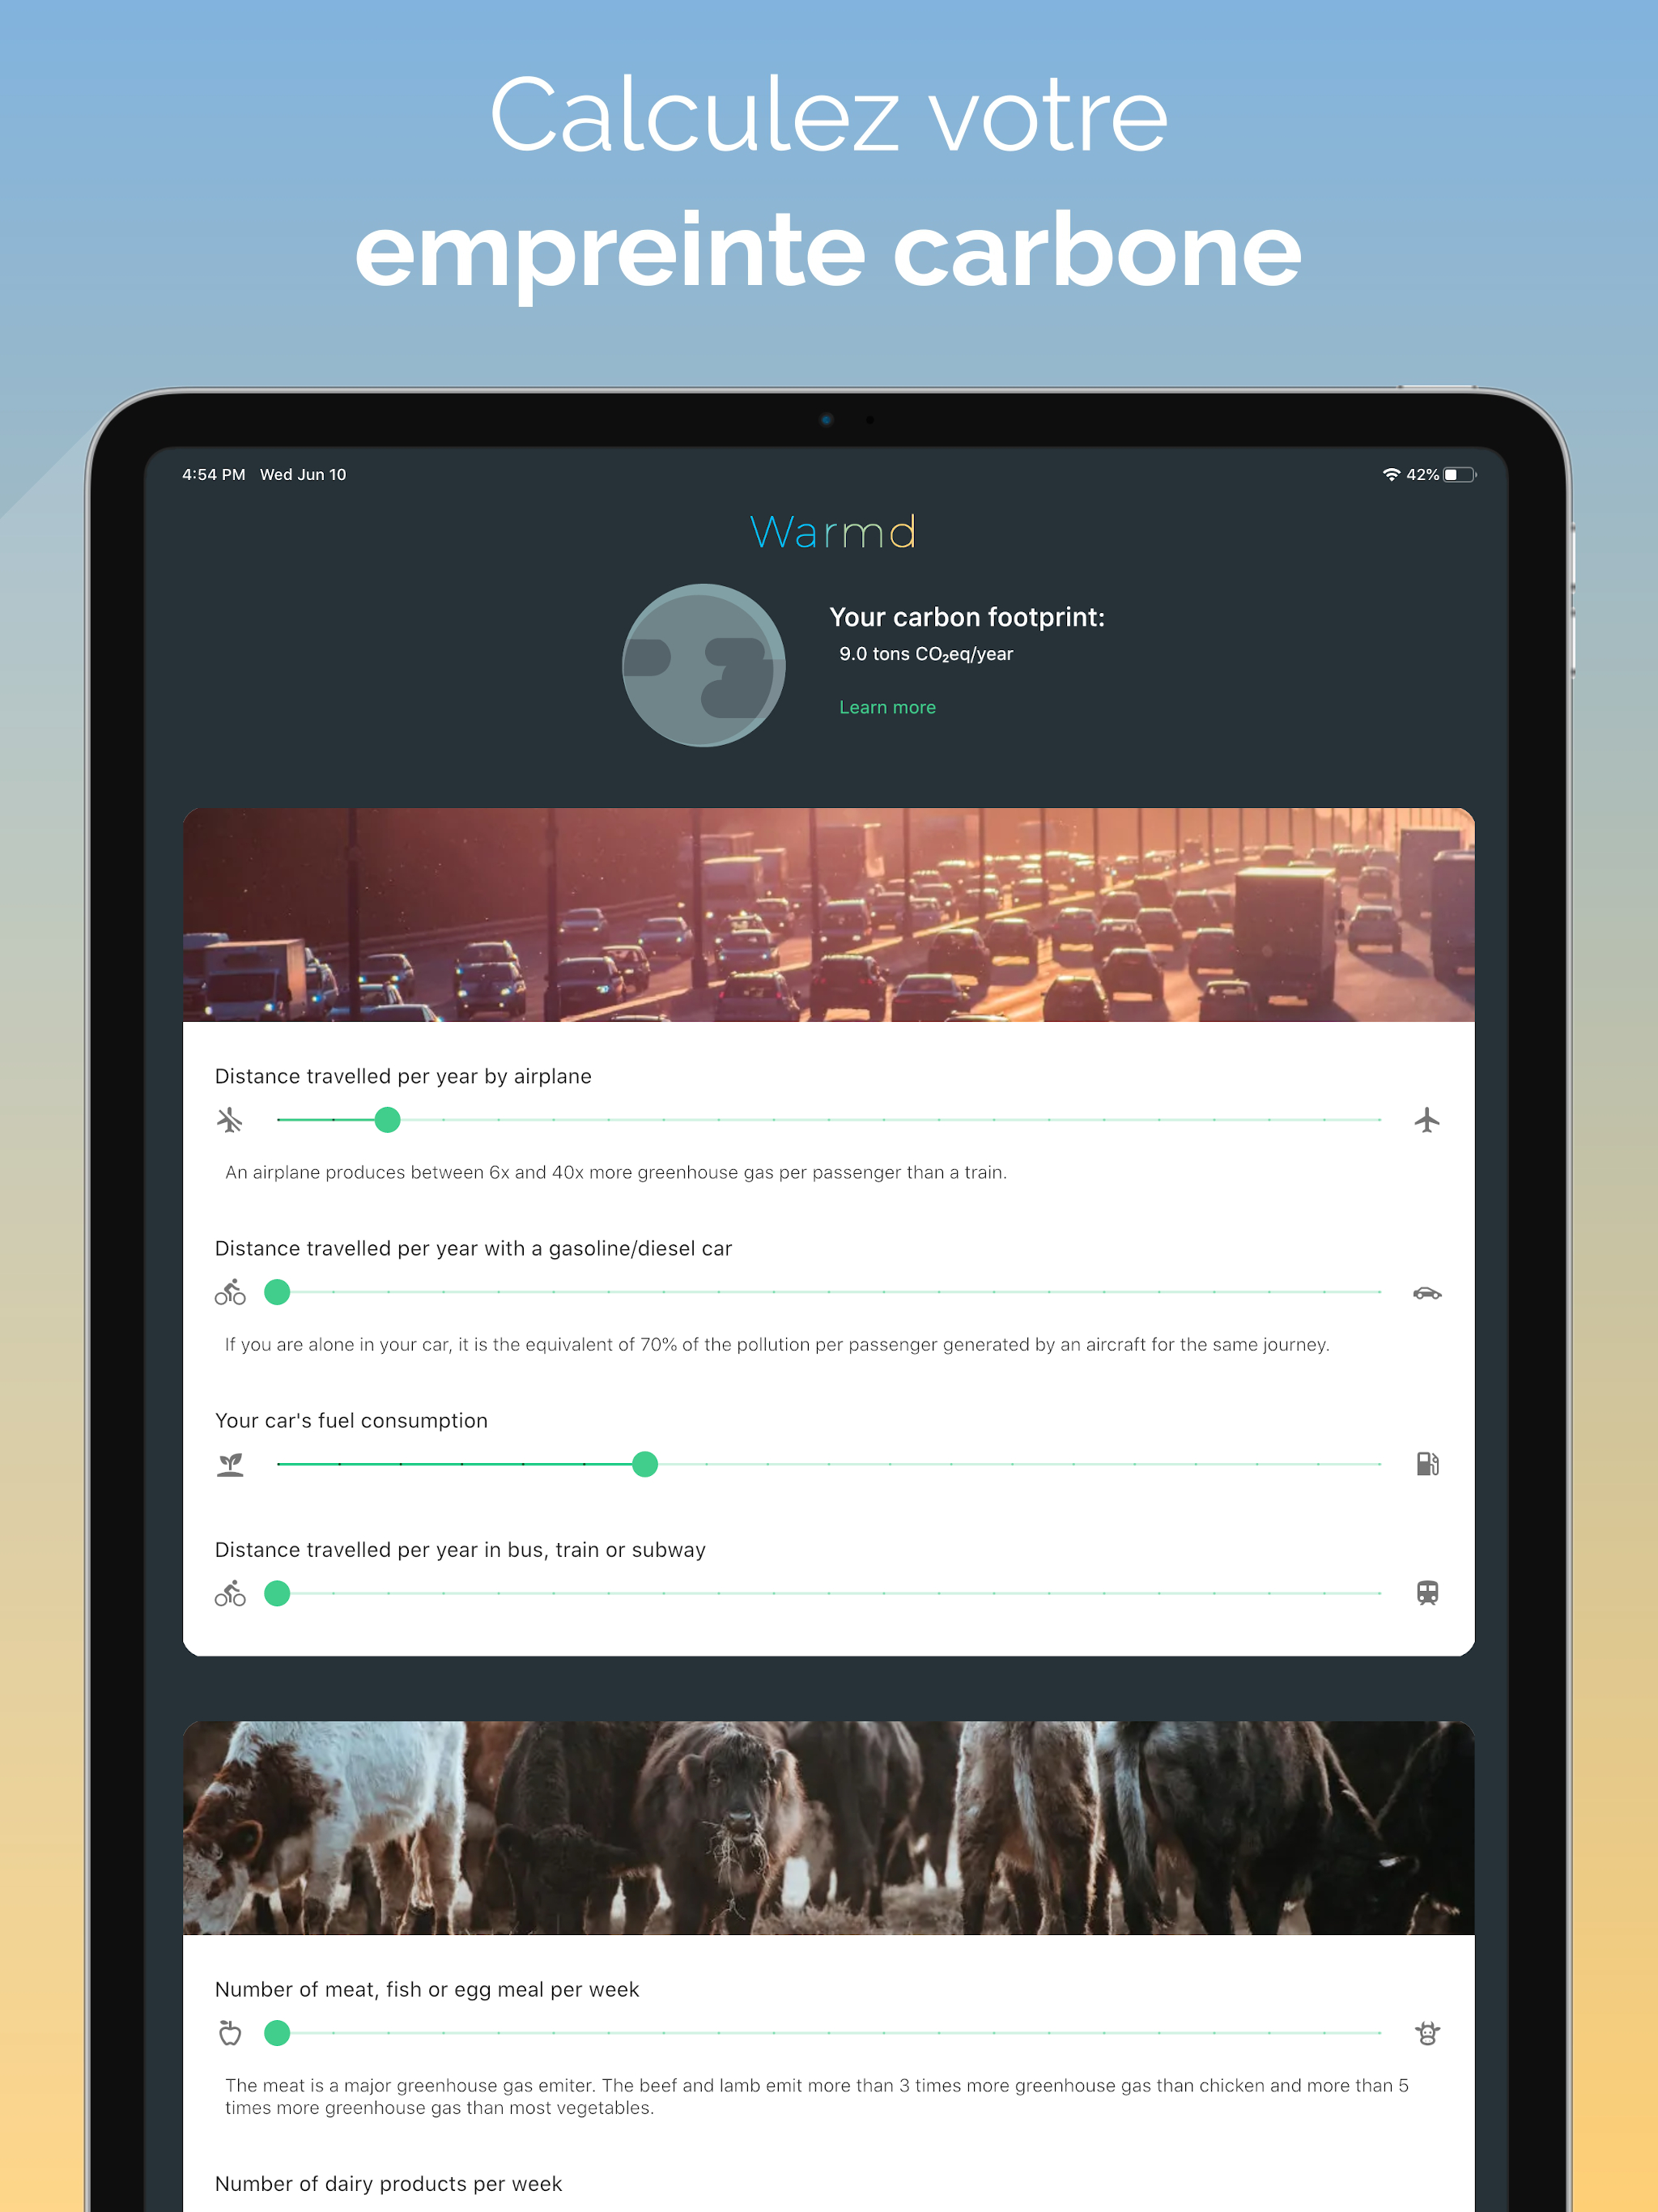 Calculez votre
empreinte carbone
4:54 PM Wed Jun 10
42%
Warmd
Your carbon footprint:
9.0 tons CO₂eq/year
Learn more
Distance travelled per year by airplane
An airplane produces between 6x and 40x more greenhouse gas per passenger than a train.
Distance travelled per year with a gasoline/diesel car
If you are alone in your car, it is the equivalent of 70% of the pollution per passenger generated by an aircraft for the same journey.
Your car's fuel consumption
Distance travelled per year in bus, train or subway
Number of meat, fish or egg meal per week
The meat is a major greenhouse gas emiter. The beef and lamb emit more than 3 times more greenhouse gas than chicken and more than 5
times more greenhouse gas than most vegetables.
Number of dairy products per week